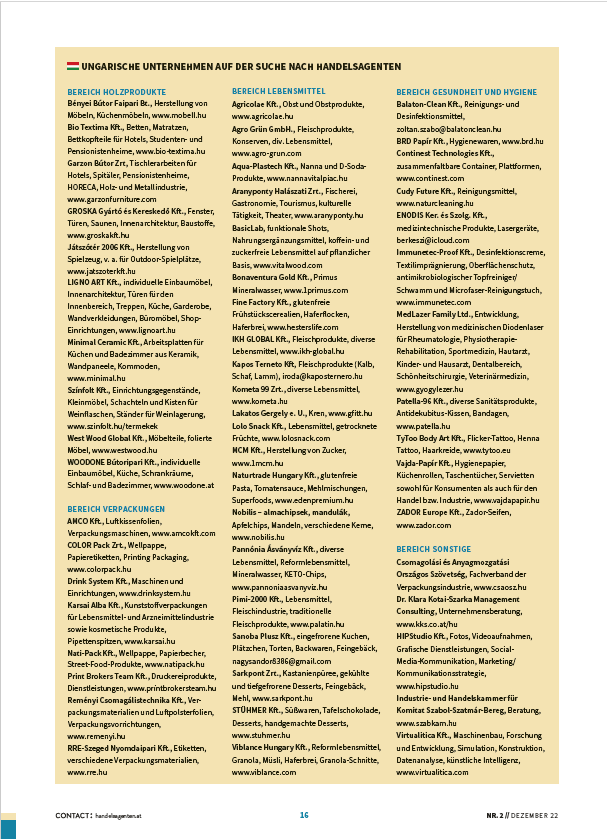 UNGARISCHE UNTERNEHMEN AUF DER SUCHE NACH HANDELSAGENTEN
BEREICH HOLZPRODUKTE
Bényei Bútor Faipari Bt., Herstellung von
Möbeln, Küchenmöbeln, www.mobell.hu
Bio Textima Kft., Betten, Matratzen,
Bettkopfteile für Hotels, Studenten- und
Pensionistenheime, www.bio-textima.hu
Garzon Bútor Zrt., Tischlerarbeiten für
Hotels, Spitäler, Pensionistenheime,
HORECA, Holz- und Metallindustrie,
www.garzonfurniture.com
GROSKA Gyártó és Kereskedő Kft., Fenster,
Türen, Saunen, Innenarchitektur, Baustoffe,
www.groskakft.hu
Játszótér 2006 Kft., Herstellung von
Spielzeug, v. a. für Outdoor-Spielplätze,
www.jatszoterkft.hu
LIGNO ART Kft., individuelle Einbaumöbel,
Innenarchitektur, Türen für den
Innenbereich, Treppen, Küche, Garderobe,
Wandverkleidungen, Büromöbel, Shop-
Einrichtungen, www.lignoart.hu
Minimal Ceramic Kft., Arbeitsplatten für
Küchen und Badezimmer aus Keramik,
Wandpaneele, Kommoden,
www.minimal.hu
Színfolt Kft., Einrichtungsgegenstände,
Kleinmöbel, Schachteln und Kisten für
Weinflaschen, Ständer für Weinlagerung,
www.szinfolt.hu/termekek
West Wood Global Kft., Möbelteile, folierte
Möbel, www.westwood.hu
WOODONE Bútoripari Kft., individuelle
Einbaumöbel, Küche, Schrankräume,
Schlaf- und Badezimmer, www.woodone.at
BEREICH VERPACKUNGEN
AMCO Kft., Luftkissenfolien,
Verpackungsmaschinen, www.amcokft.com
COLOR Pack Zrt., Wellpappe,
Papieretiketten, Printing Packaging,
www.colorpack.hu
Drink System Kft., Maschinen und
Einrichtungen, www.drinksystem.hu
Karsai Alba Kft., Kunststoffverpackungen
für Lebensmittel- und Arzneimittelindustrie
sowie kosmetische Produkte,
Pipettenspitzen, www.karsai.hu
Nati-Pack Kft., Wellpappe, Papierbecher,
Street-Food-Produkte, www.natipack.hu
Print Brokers Team Kft., Druckereiprodukte,
Dienstleistungen, www.printbrokersteam.hu
Reményi Csomagolástechnika Kft., Ver-
packungsmaterialien und Luftpolsterfolien,
Verpackungsvorrichtungen,
www.remenyi.hu
RRE-Szeged Nyomdaipari Kft., Etiketten,
verschiedene Verpackungsmaterialien,
www.rre.hu
BEREICH LEBENSMITTEL
Agricolae Kft., Obst und Obstprodukte,
www.agricolae.hu
Agro Grün GmbH., Fleischprodukte,
Konserven, div. Lebensmittel,
www.agro-grun.com
Aqua-Plastech Kft., Nanna und D-Soda-
Produkte, www.nannavitalpiac.hu
Aranyponty Halászati Zrt., Fischerei,
Gastronomie, Tourismus, kulturelle
Tätigkeit, Theater, www.aranyponty.hu
BasicLab, funktionale Shots,
Nahrungsergänzungsmittel, koffein- und
zuckerfreie Lebensmittel auf pflanzlicher
Basis, www.vitalwood.com
Bonaventura Gold Kft., Primus
Mineralwasser, www.1primus.com
Fine Factory Kft., glutenfreie
Frühstückscerealien, Haferflocken,
Haferbrei, www.hesterslife.com
IKH GLOBAL Kft., Fleischprodukte, diverse
Lebensmittel, www.ikh-global.hu
Kapos Ternero Kft, Fleischprodukte (Kalb,
Schaf, Lamm), iroda@kaposternero.hu
Kometa 99 Zrt., diverse Lebensmittel,
www.kometa.hu
Lakatos Gergely e. U., Kren, www.gfitt.hu
Lolo Snack Kft., Lebensmittel, getrocknete
Früchte, www.lolosnack.com
MCM Kft., Herstellung von Zucker,
www.1mcm.hu
Naturtrade Hungary Kft., glutenfreie
Pasta, Tomatensauce, Mehlmischungen,
Superfoods, www.edenpremium.hu
Nobilis – almachipsek, mandulák,
Apfelchips, Mandeln, verschiedene Kerne,
www.nobilis.hu
Pannónia Ásványvíz Kft., diverse
Lebensmittel, Reformlebensmittel,
Mineralwasser, KETO-Chips,
www.pannoniaasvanyviz.hu
Pimi-2000 Kft., Lebensmittel,
Fleischindustrie, traditionelle
Fleischprodukte, www.palatin.hu
Sanoba Plusz Kft., eingefrorene Kuchen,
Plätzchen, Torten, Backwaren, Feingebäck,
nagysandor8386@gmail.com
Sarkpont Zrt., Kastanienpüree, gekühlte
und tiefgefrorene Desserts, Feingebäck,
Mehl, www.sarkpont.hu
STÜHMER Kft., Süßwaren, Tafelschokolade,
Desserts, handgemachte Desserts,
www.stuhmer.hu
Viblance Hungary Kft., Reformlebensmittel,
Granola, Müsli, Haferbrei, Granola-Schnitte,
www.viblance.com
BEREICH GESUNDHEIT UND HYGIENE
Balaton-Clean Kft., Reinigungs- und
Desinfektionsmittel,
zoltan.szabo@balatonclean.hu
BRD Papír Kft., Hygienewaren, www.brd.hu
Continest Technologies Kft.,
zusammenfaltbare Container, Plattformen,
www.continest.com
Cudy Future Kft., Reinigungsmittel,
www.naturcleaning.hu
ENODIS Ker. és Szolg. Kft.,
medizintechnische Produkte, Lasergeräte,
berkeszi@icloud.com
Immunetec-Proof Kft., Desinfektionscreme,
Textilimprägnierung, Oberflächenschutz,
antimikrobiologischer Topfreiniger/
Schwamm und Microfaser-Reinigungstuch,
www.immunetec.com
MedLazer Family Ltd., Entwicklung,
Herstellung von medizinischen Diodenlaser
für Rheumatologie, Physiotherapie-
Rehabilitation, Sportmedizin, Hautarzt,
Kinder- und Hausarzt, Dentalbereich,
Schönheitschirurgie, Veterinärmedizin,
www.gyogylezer.hu
Patella-96 Kft., diverse Sanitätsprodukte,
Antidekubitus-Kissen, Bandagen,
www.patella.hu
TyToo Body Art Kft., Flicker-Tattoo, Henna
Tattoo, Haarkreide, www.tytoo.eu
Vajda-Papír Kft., Hygienepapier,
Küchenrollen, Taschentücher, Servietten
sowohl für Konsumenten als auch für den
Handel bzw. Industrie, www.vajdapapir.hu
ZADOR Europe Kft., Zador-Seifen,
www.zador.com
BEREICH SONSTIGE
Csomagolási és Anyagmozgatási
Országos Szövetség, Fachverband der
Verpackungsindustrie, www.csaosz.hu
Dr. Klara Kotai-Szarka Management
Consulting, Unternehmensberatung,
www.kks.co.at/hu
HIPStudio Kft., Fotos, Videoaufnahmen,
Grafische Dienstleistungen, Social-
Media-Kommunikation, Marketing/
Kommunikationsstrategie,
www.hipstudio.hu
Industrie- und Handelskammer für
Komitat Szabol-Szatmár-Bereg, Beratung,
www.szabkam.hu
Virtualitica Kft., Maschinenbau, Forschung
und Entwicklung, Simulation, Konstruktion,
Datenanalyse, künstliche Intelligenz,
www.virtualitica.com
CONTACT: handelsagenten.at
16
NR. 2 // DEZEMBER 22